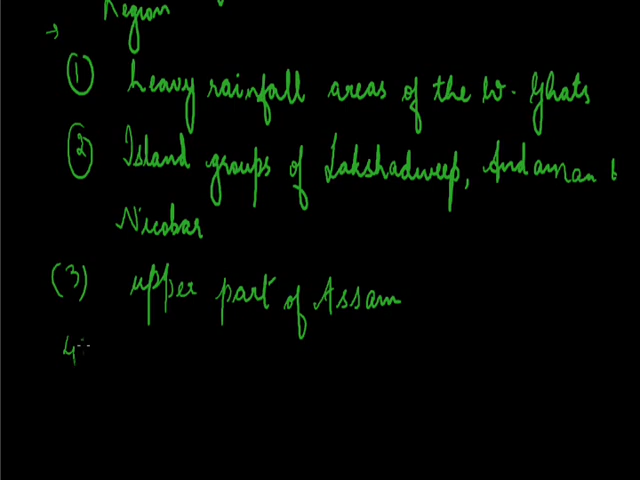 Region
→
① heavy rainfall areas of the W. Ghats
② Island groups of Lakshadweep, Andaman
Nicobar
(3) upper part of Assam
4